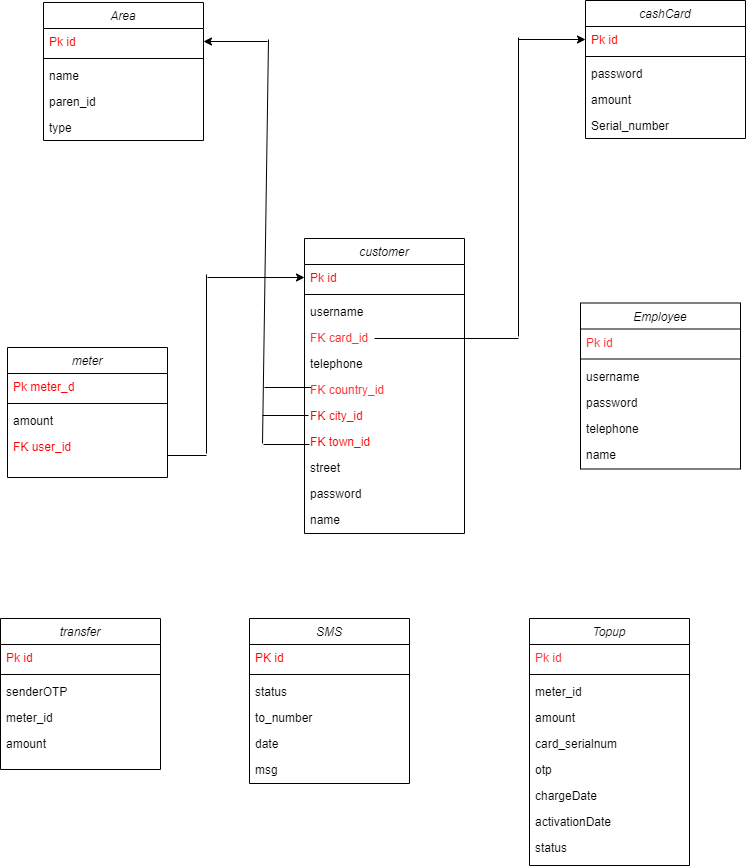 Area
Pk id
name
paren_id
type
cashCard
Pk id
password
amount
Serial_number
customer
Pk id
username
FK card_id
telephone
FK country_id
FK city_id
FK town_id
street
password
name
Employee
Pk id
username
password
telephone
name
meter
Pk meter_d
amount
FK user_id
transfer
Pk id
senderOTP
meter_id
amount
SMS
PK id
status
to_number
date
msg
Topup
Pk id
meter_id
amount
card_serialnum
otp
chargeDate
activationDate
status